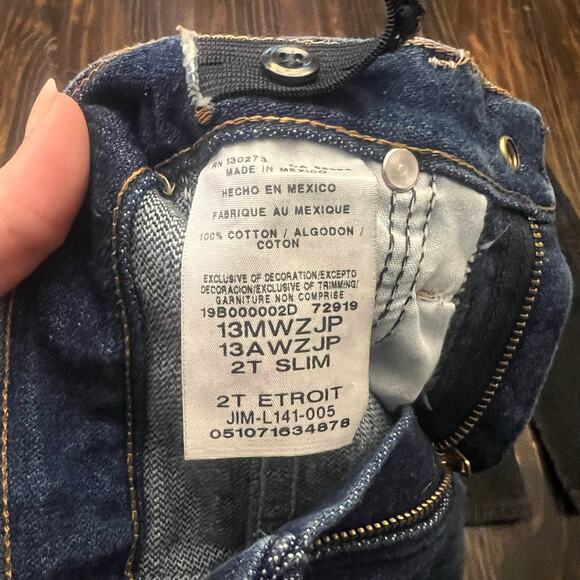 RN 130273
MADE IN MEXICO
HECHO EN MEXICO
FABRIQUE AU MEXIQUE
100% COTTON / ALGODON /
COTON
EXCLUSIVE OF DECORATION/EXCEPTO
DECORACION/EXCLUSIVE OF TRIMMING/
GARNITURE NON COMPRISE
19B000002D 72919
13MWZJP
13AWZJP
2T SLIM
2T ETROIT
JIM-L141-005
051071634878